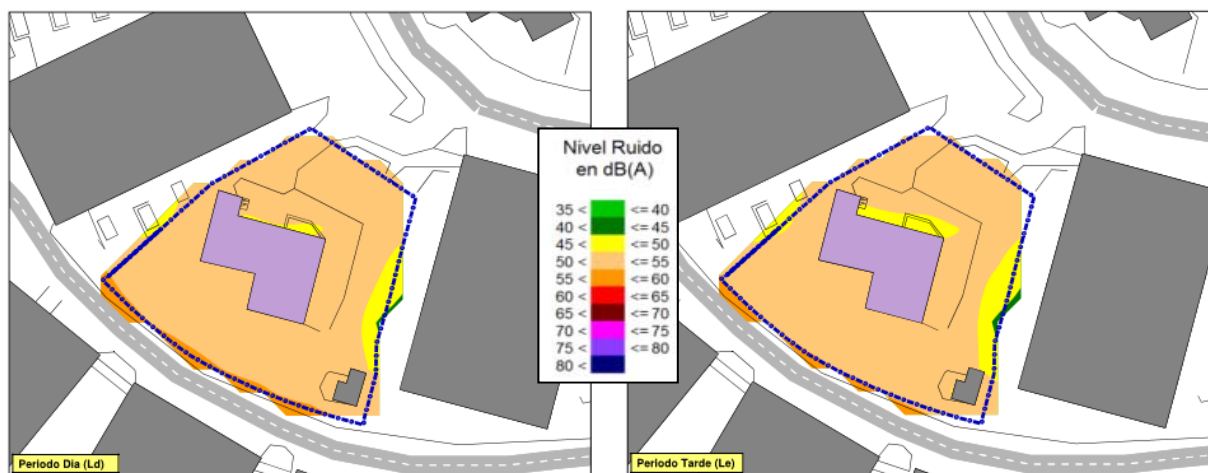 Nivel Ruido
en dB(A)
35 < <= 40
40 < <= 45
45 < <= 50
50 < <= 55
55 < <= 60
60 < <= 65
65 < <= 70
70 < <= 75
75 < <= 80
80 <
Periodo Dia (Ld)
Periodo Tarde (Le)